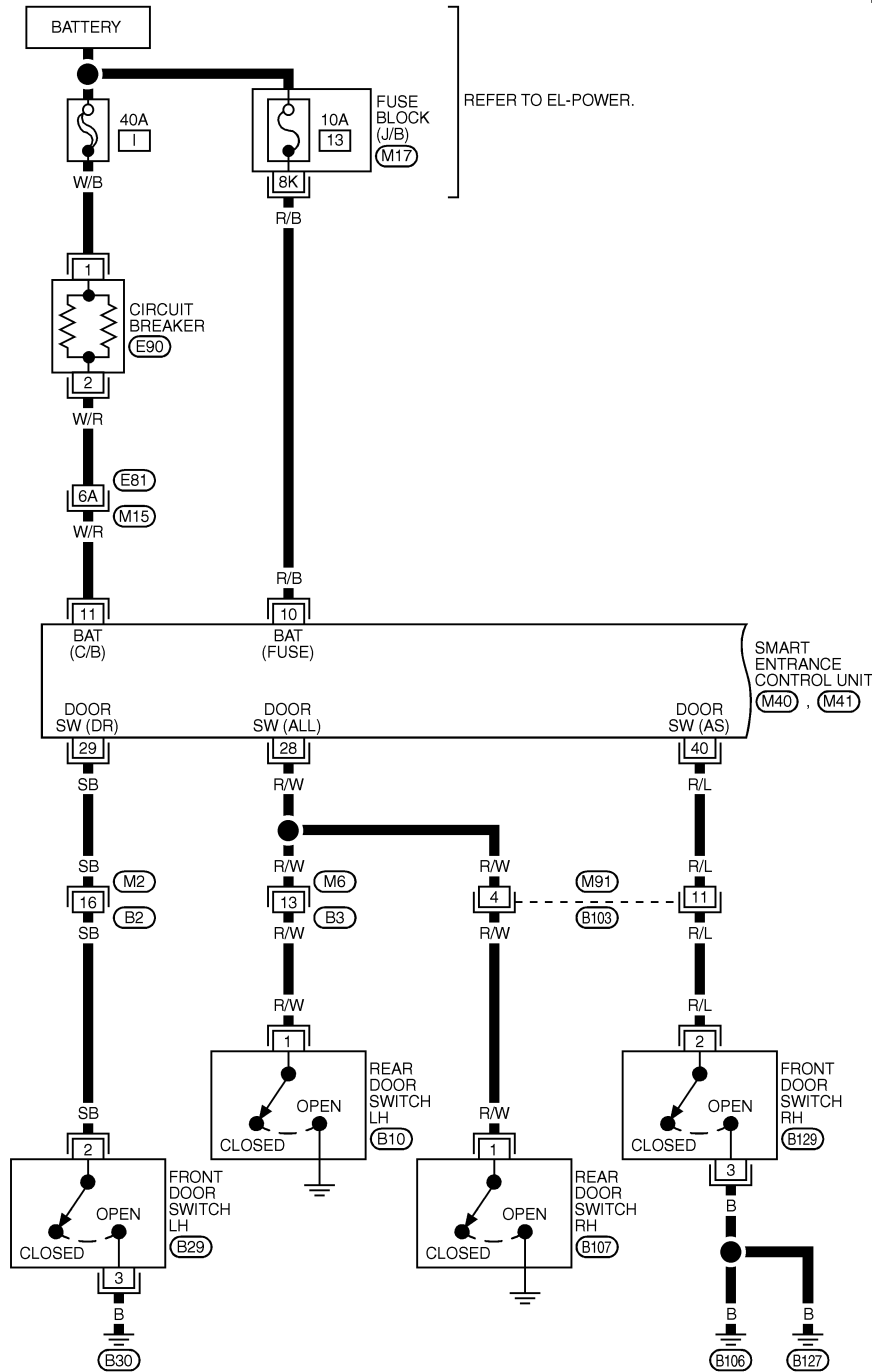 BATTERY
40A
I
10A
13
FUSE
BLOCK
(J/B)
M17
REFER TO EL-POWER.
8K
W/B
R/B
1
CIRCUIT
BREAKER
E90
2
W/R
E81
6A
M15
W/R
R/B
11
10
BAT
(C/B)
BAT
(FUSE)
SMART
ENTRANCE
CONTROL UNIT
M40 , M41
DOOR
SW (DR)
DOOR
SW (ALL)
DOOR
SW (AS)
29
28
40
SB
R/W
R/L
SB
R/W
R/W
R/L
M2
M6
M91
16
13
4
11
B2
B3
B103
SB
R/W
R/W
R/L
R/W
R/L
1
2
REAR
DOOR
SWITCH
LH
B10
OPEN
CLOSED
FRONT
DOOR
SWITCH
RH
B129
OPEN
CLOSED
SB
R/W
2
1
3
FRONT
DOOR
SWITCH
LH
B29
OPEN
CLOSED
REAR
DOOR
SWITCH
RH
B107
OPEN
CLOSED
B
3
B
B
B
B30
B106
B127